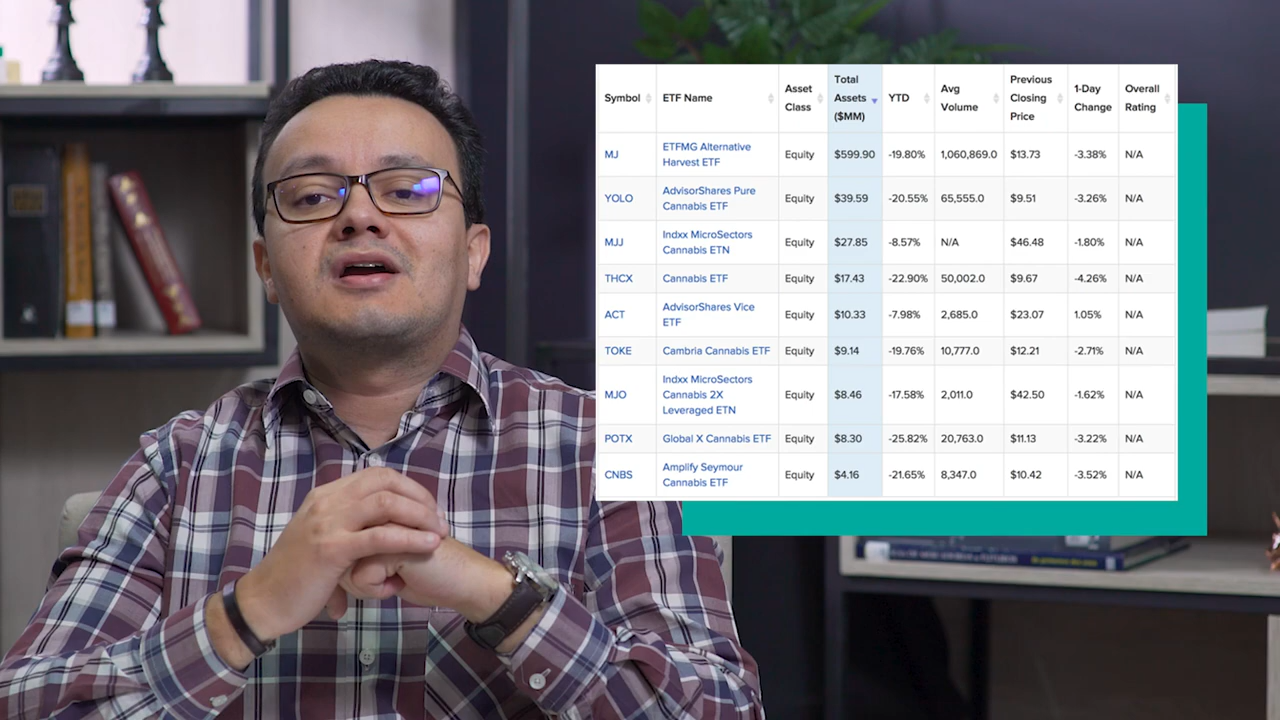 Symbol ETF Name Asset Class Total Assets ($MM) YTD Avg Volume Previous Closing Price 1-Day Change Overall Rating
MJ ETFMG Alternative Harvest ETF Equity $599.90 -19.80% 1,060,869.0 $13.73 -3.38% N/A
YOLO AdvisorShares Pure Cannabis ETF Equity $39.59 -20.55% 65,555.0 $9.51 -3.26% N/A
MJJ Indxx MicroSectors Cannabis ETN Equity $27.85 -8.57% N/A $46.48 -1.80% N/A
THCX Cannabis ETF Equity $17.43 -22.90% 50,002.0 $9.67 -4.26% N/A
ACT AdvisorShares Vice ETF Equity $10.33 -7.98% 2,685.0 $23.07 1.05% N/A
TOKE Cambria Cannabis ETF Equity $9.14 -19.76% 10,777.0 $12.21 -2.71% N/A
MJO Indxx MicroSectors Cannabis 2X Leveraged ETN Equity $8.46 -17.58% 2,011.0 $42.50 -1.62% N/A
POTX Global X Cannabis ETF Equity $8.30 -25.82% 20,763.0 $11.13 -3.22% N/A
CNBS Amplify Seymour Cannabis ETF Equity $4.16 -21.65% 8,347.0 $10.42 -3.52% N/A